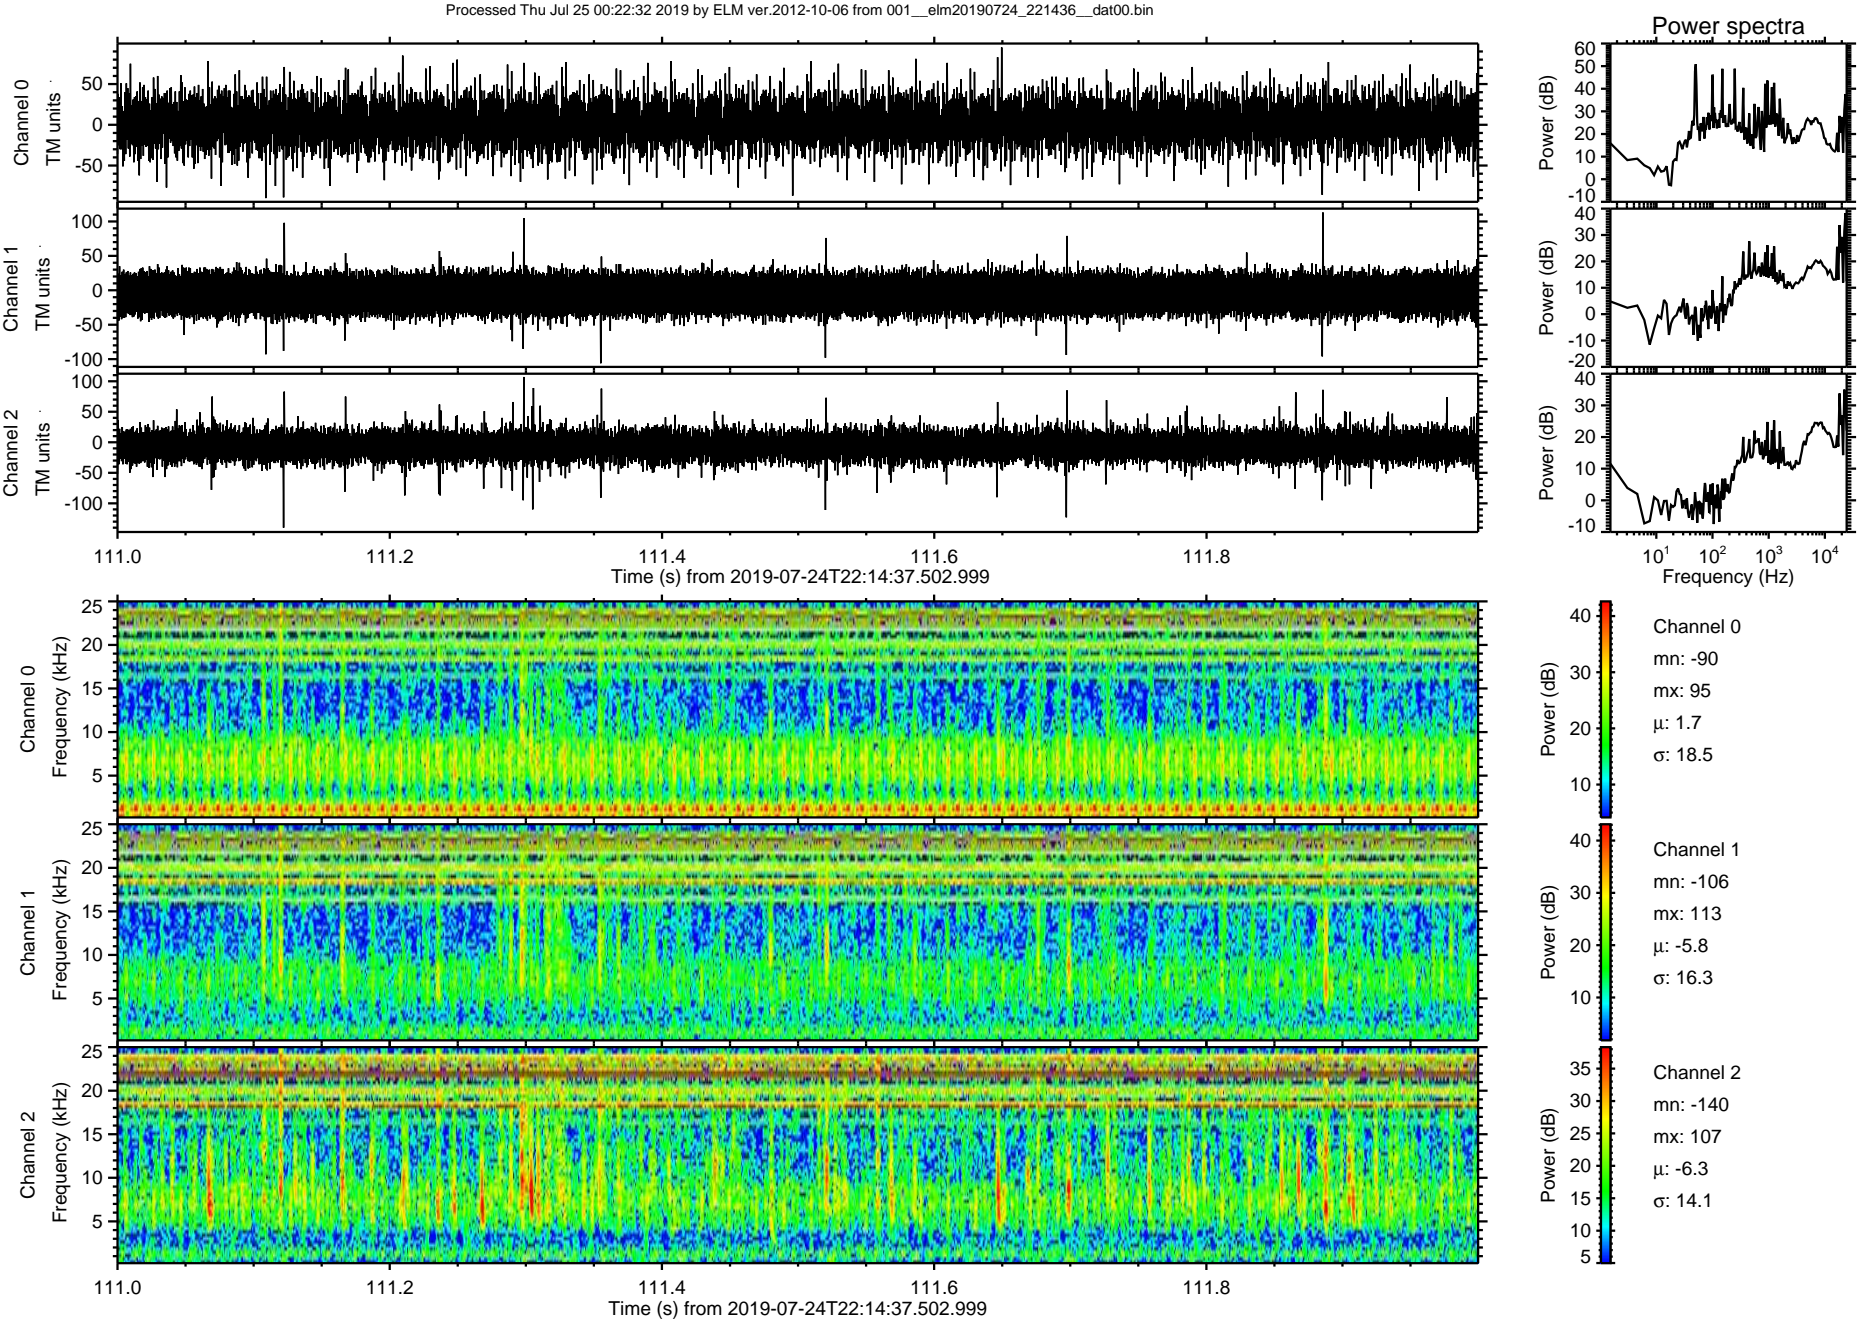 Processed Thu Jul 25 00:22:32 2019 by ELM ver.2012-10-06 from 001__elm20190724_221436__dat00.bin
Power spectra
Channel 0
TM units
50
0
-50
Power (dB)
60
50
40
30
20
10
0
-10
Channel 1
TM units
100
50
0
-50
-100
Power (dB)
40
30
20
10
0
-10
-20
Channel 2
TM units
100
50
0
-50
-100
Power (dB)
40
30
20
10
0
-10
111.0 111.2 111.4 111.6 111.8
Time (s) from 2019-07-24T22:14:37.502.999
10¹ 10² 10³ 10⁴
Frequency (Hz)
Channel 0
Frequency (kHz)
25
20
15
10
5
Power (dB)
40
30
20
10
Channel 0
mn: -90
mx: 95
μ: 1.7
σ: 18.5
Channel 1
Frequency (kHz)
25
20
15
10
5
Power (dB)
40
30
20
10
Channel 1
mn: -106
mx: 113
μ: -5.8
σ: 16.3
Channel 2
Frequency (kHz)
25
20
15
10
5
Power (dB)
35
30
25
20
15
10
5
Channel 2
mn: -140
mx: 107
μ: -6.3
σ: 14.1
111.0 111.2 111.4 111.6 111.8
Time (s) from 2019-07-24T22:14:37.502.999